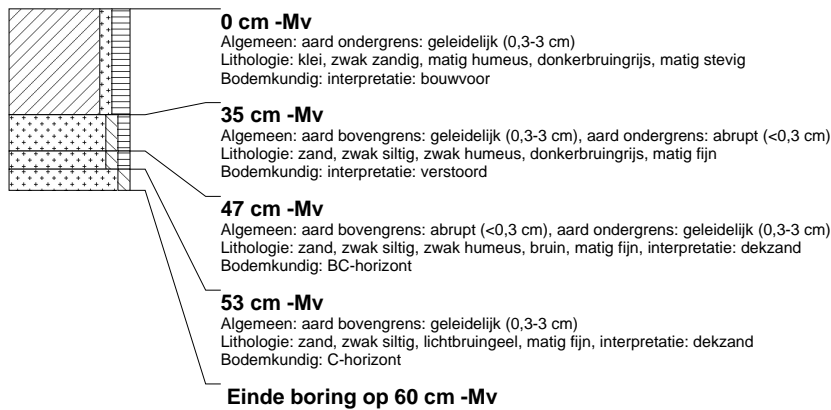 0 cm -Mv
Algemeen: aard ondergrens: geleidelijk (0,3-3 cm)
Lithologie: klei, zwak zandig, matig humeus, donkerbruingrijs, matig stevig
Bodemkundig: interpretatie: bouwvoor
35 cm -Mv
Algemeen: aard bovengrens: geleidelijk (0,3-3 cm), aard ondergrens: abrupt (<0,3 cm)
Lithologie: zand, zwak siltig, zwak humeus, donkerbruingrijs, matig fijn
Bodemkundig: interpretatie: verstoord
47 cm -Mv
Algemeen: aard bovengrens: abrupt (<0,3 cm), aard ondergrens: geleidelijk (0,3-3 cm)
Lithologie: zand, zwak siltig, zwak humeus, bruin, matig fijn, interpretatie: dekzand
Bodemkundig: BC-horizont
53 cm -Mv
Algemeen: aard bovengrens: geleidelijk (0,3-3 cm)
Lithologie: zand, zwak siltig, lichtbruingeel, matig fijn, interpretatie: dekzand
Bodemkundig: C-horizont
Einde boring op 60 cm -Mv